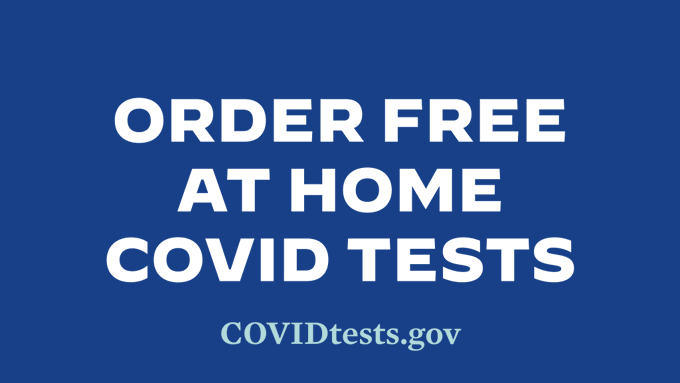 ORDER FREE
AT HOME
COVID TESTS
COVIDtests.gov